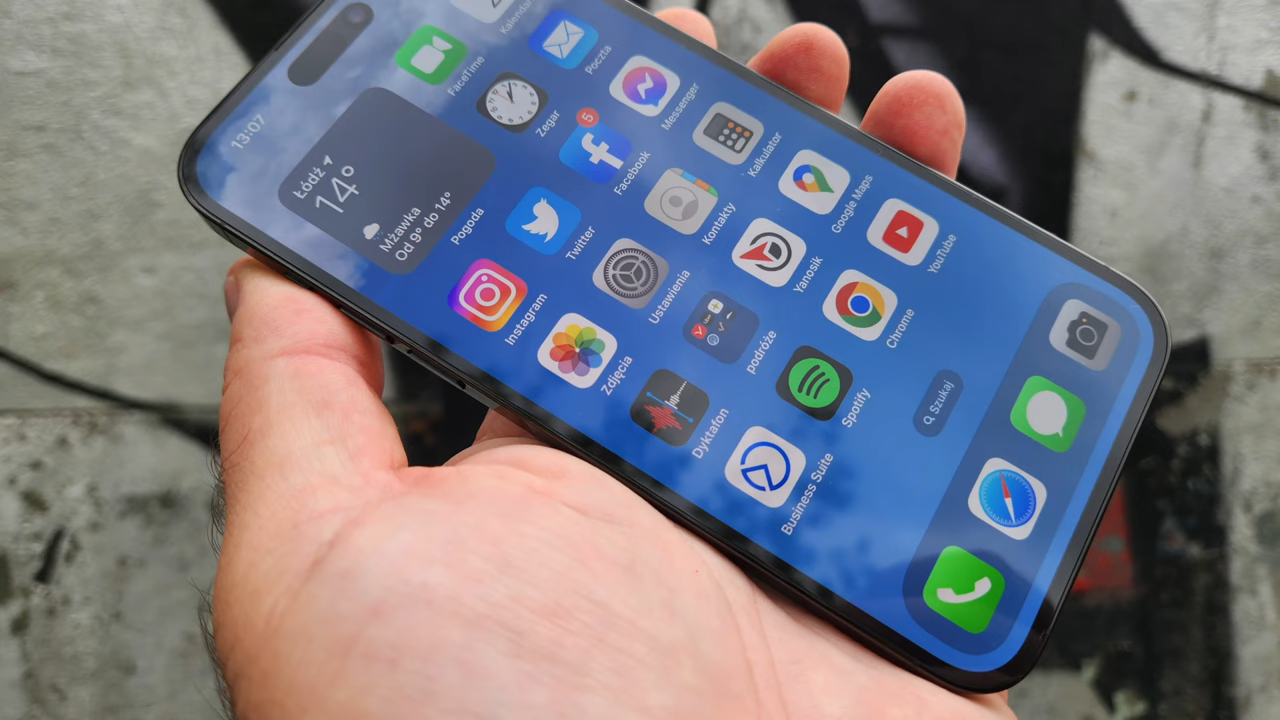 13:07
Łódź
14°
Mżawka
Od 9° do 14°
Pogoda
FaceTime
Kalendarz
Zegar
Poczta
Instagram
Twitter
5
Facebook
Messenger
Zdjęcia
Ustawienia
Kontakty
Kalkulator
Dyktafon
podróże
Yanosik
Google Maps
Business Suite
Spotify
Chrome
YouTube
Szukaj